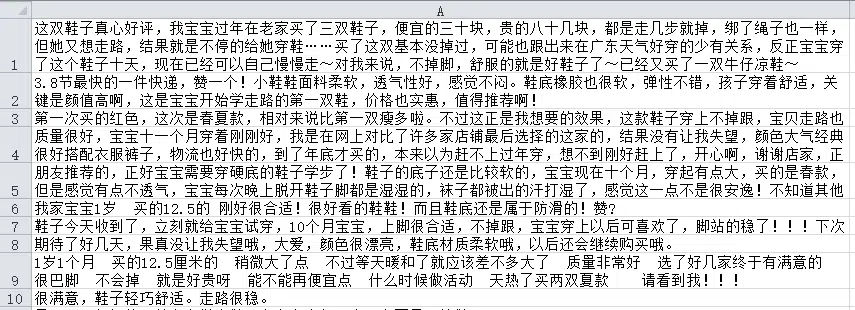 A
这双鞋子真心好评，我宝宝过年在老家买了三双鞋子，便宜的三十块，贵的八十几块，都是走几步就掉，绑了绳子也一样，
但她又想走路，结果就是不停的给她穿鞋……买了这双基本没掉过，可能也跟出来在广东天气好穿的少有关系，反正宝宝穿
1 了这个鞋子十天，现在已经可以自己慢慢走～对我来说，不掉脚，舒服的就是好鞋子了～已经又买了一双牛仔凉鞋～
3.8节最快的一件快递，赞一个！小鞋鞋面料柔软，透气性好，感觉不闷。鞋底橡胶也很软，弹性不错，孩子穿着舒适，关
2 键是颜值高啊，这是宝宝开始学走路的第一双鞋，价格也实惠，值得推荐啊！
3 第一次买的红色，这次是春夏款，相对来说比第一双瘦多啦。不过这正是我想要的效果，这款鞋子穿上不掉跟，宝贝走路也
质量很好，宝宝十一个月穿着刚刚好，我是在网上对比了许多家店铺最后选择的这家的，结果没有让我失望，颜色大气经典
4 很好搭配衣服裤子，物流也好快的，到了年底才买的，本来以为赶不上过年穿，想不到刚好赶上了，开心啊，谢谢店家，正
朋友推荐的，正好宝宝需要穿硬底的鞋子学步了！鞋子的底子还是比较软的，宝宝现在十个月，穿起有点大，买的是春款，
5 但是感觉有点不透气，宝宝每次晚上脱开鞋子脚都是湿湿的，袜子都被出的汗打湿了，感觉这一点不是很安逸！不知道其他
6 我家宝宝1岁 买的12.5的 刚好很合适！很好看的鞋鞋！而且鞋底还是属于防滑的！赞？
7 鞋子今天收到了，立刻就给宝宝试穿，10个月宝宝，上脚很合适，不掉跟，宝宝穿上以后可喜欢了，脚站的稳了！！！下次
8 期待了好几天，果真没让我失望哦，大爱，颜色很漂亮，鞋底材质柔软哦，以后还会继续购买哦。
1岁1个月 买的12.5厘米的 稍微大了点 不过等天暖和了就应该差不多大了 质量非常好 选了好几家终于有满意的
9 很巴脚 不会掉 就是好贵呀 能不能再便宜点 什么时候做活动 天热了买两双夏款 请看到我！！！
10 很满意，鞋子轻巧舒适。走路很稳。